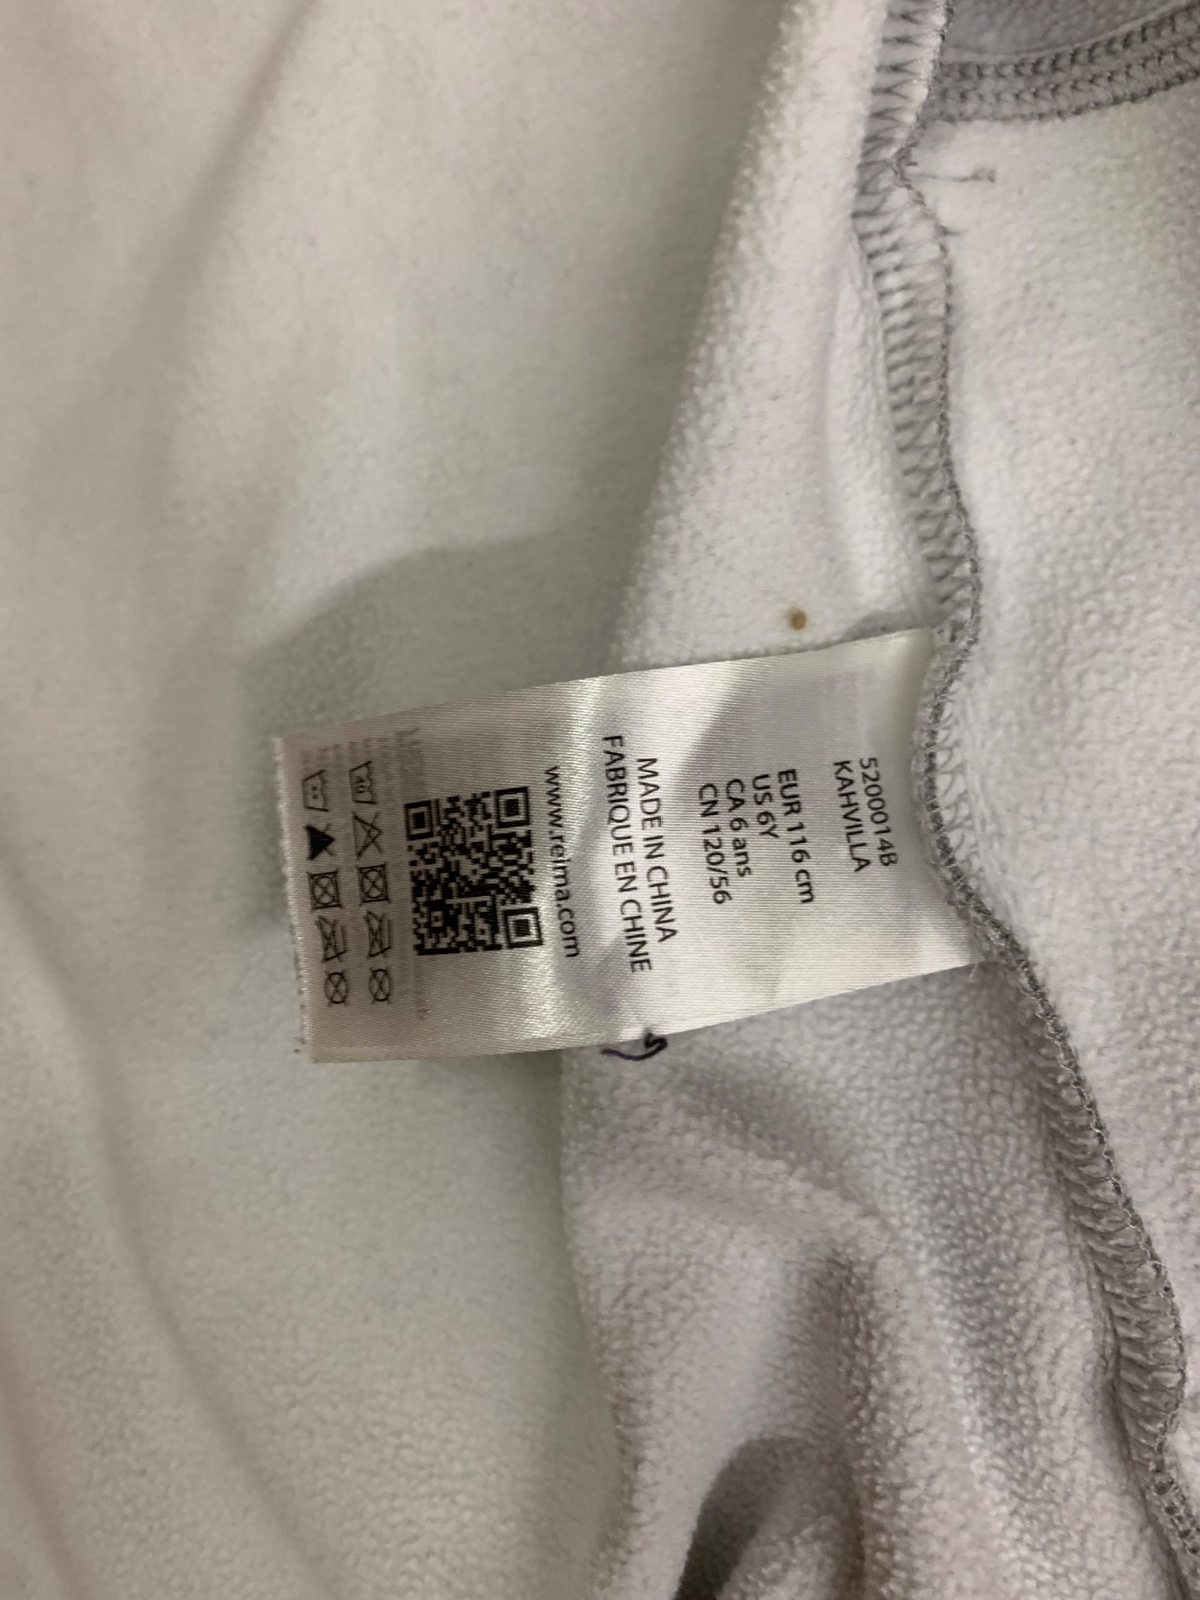 5200014B
KAHVILLA
EUR 116 cm
US 6Y
CA 6 ans
CN 120/56
MADE IN CHINA
FABRIQUE EN CHINE
www.reima.com